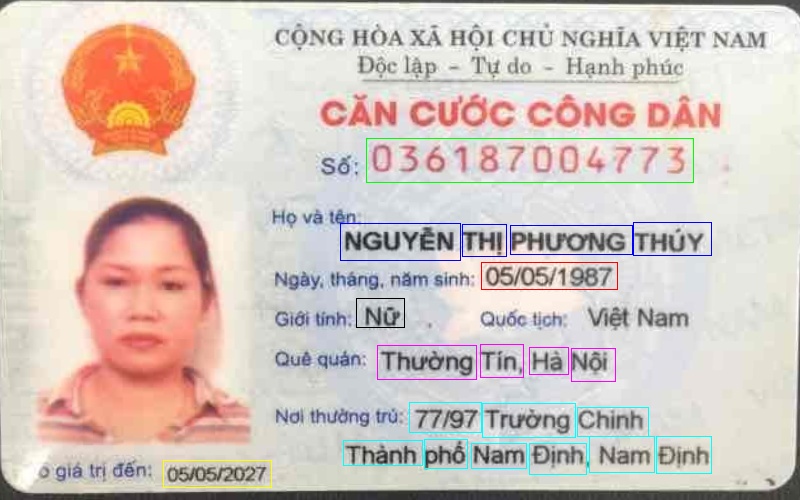 CỘNG HÒA XÃ HỘI CHỦ NGHĨA VIỆT NAM
Độc lập - Tự do - Hạnh phúc
CĂN CƯỚC CÔNG DÂN
Số: 036187004773
Họ và tên:
NGUYỄN THỊ PHƯƠNG THÚY
Ngày, tháng, năm sinh: 05/05/1987
Giới tính: Nữ Quốc tịch: Việt Nam
Quê quán: Thường Tín, Hà Nội
Nơi thường trú: 77/97 Trường Chinh
Thành phố Nam Định, Nam Định
giá trị đến: 05/05/2027